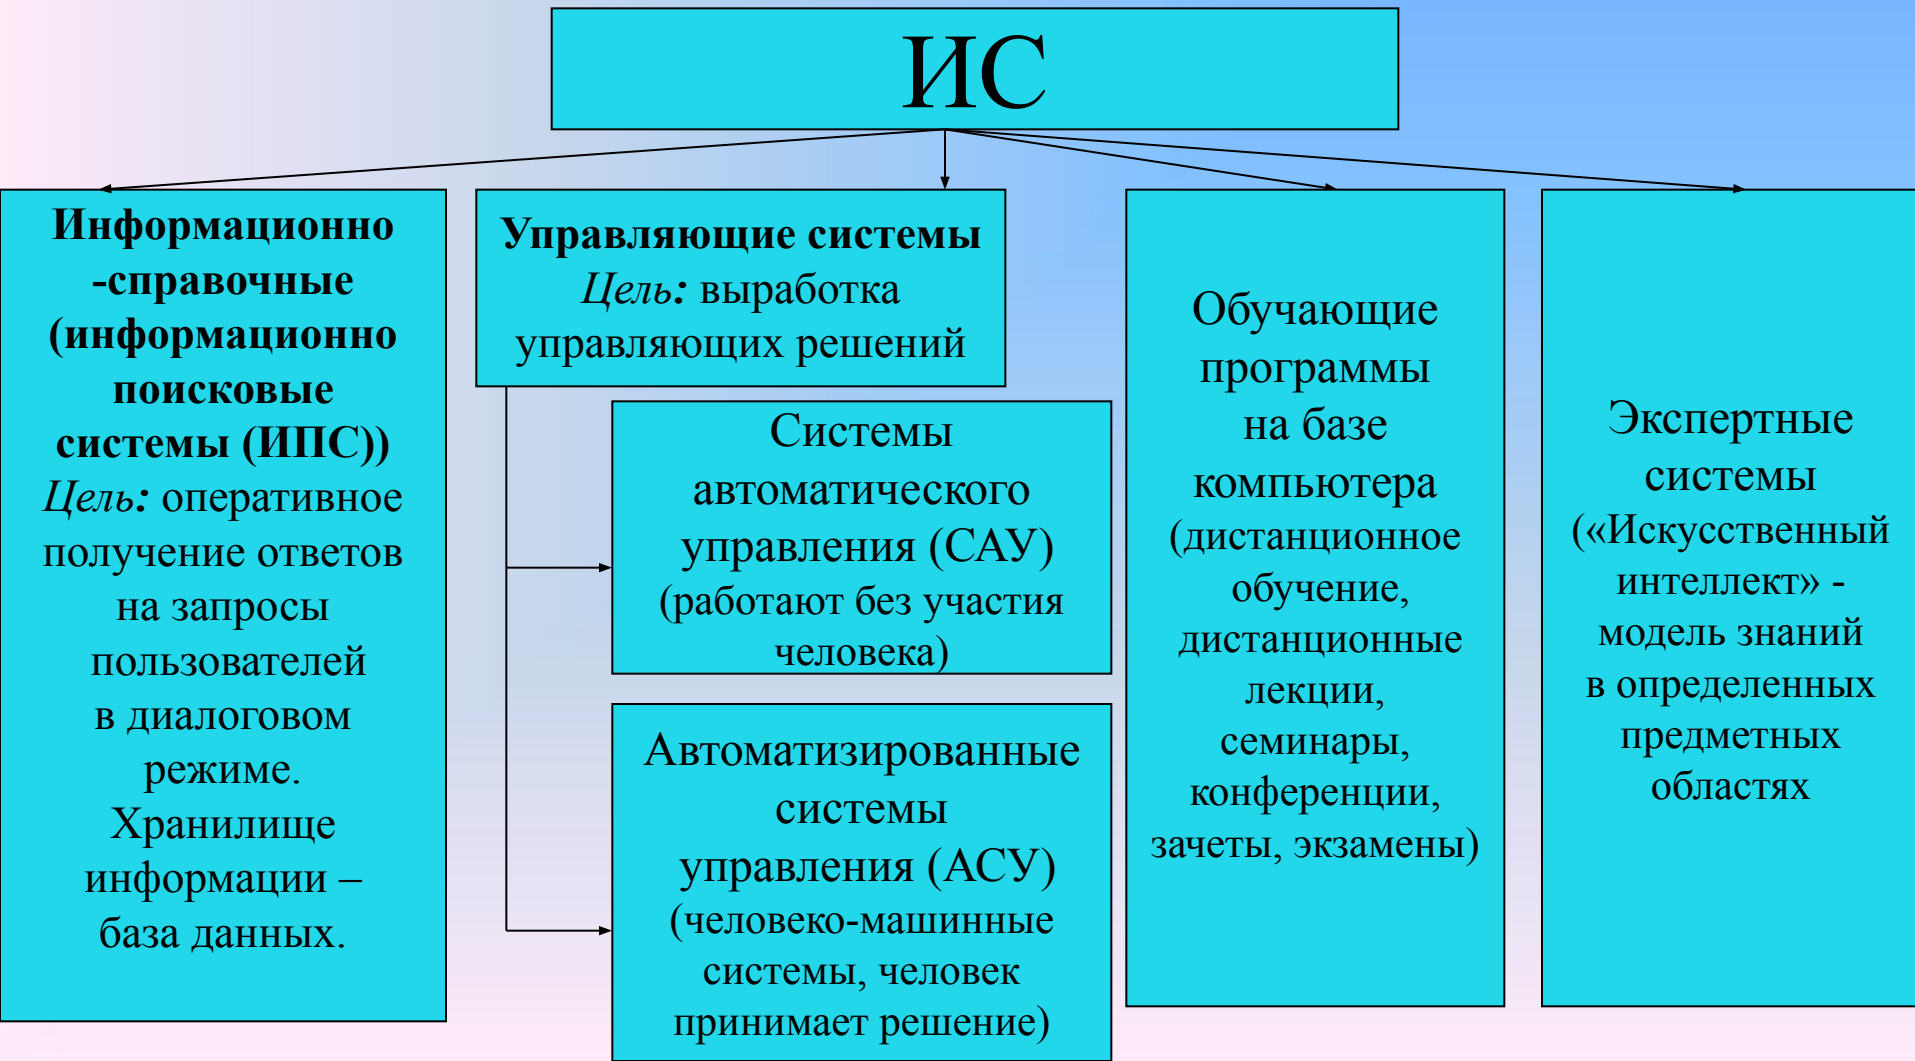 ИС
Информационно
-справочные
(информационно
поисковые
системы (ИПС))
Цель: оперативное
получение ответов
на запросы
пользователей
в диалоговом
режиме.
Хранилище
информации –
база данных.
Управляющие системы
Цель: выработка
управляющих решений
Системы
автоматического
управления (САУ)
(работают без участия
человека)
Автоматизированные
системы
управления (АСУ)
(человеко-машинные
системы, человек
принимает решение)
Обучающие
программы
на базе
компьютера
(дистанционное
обучение,
дистанционные
лекции,
семинары,
конференции,
зачеты, экзамены)
Экспертные
системы
(«Искусственный
интеллект» -
модель знаний
в определенных
предметных
областях